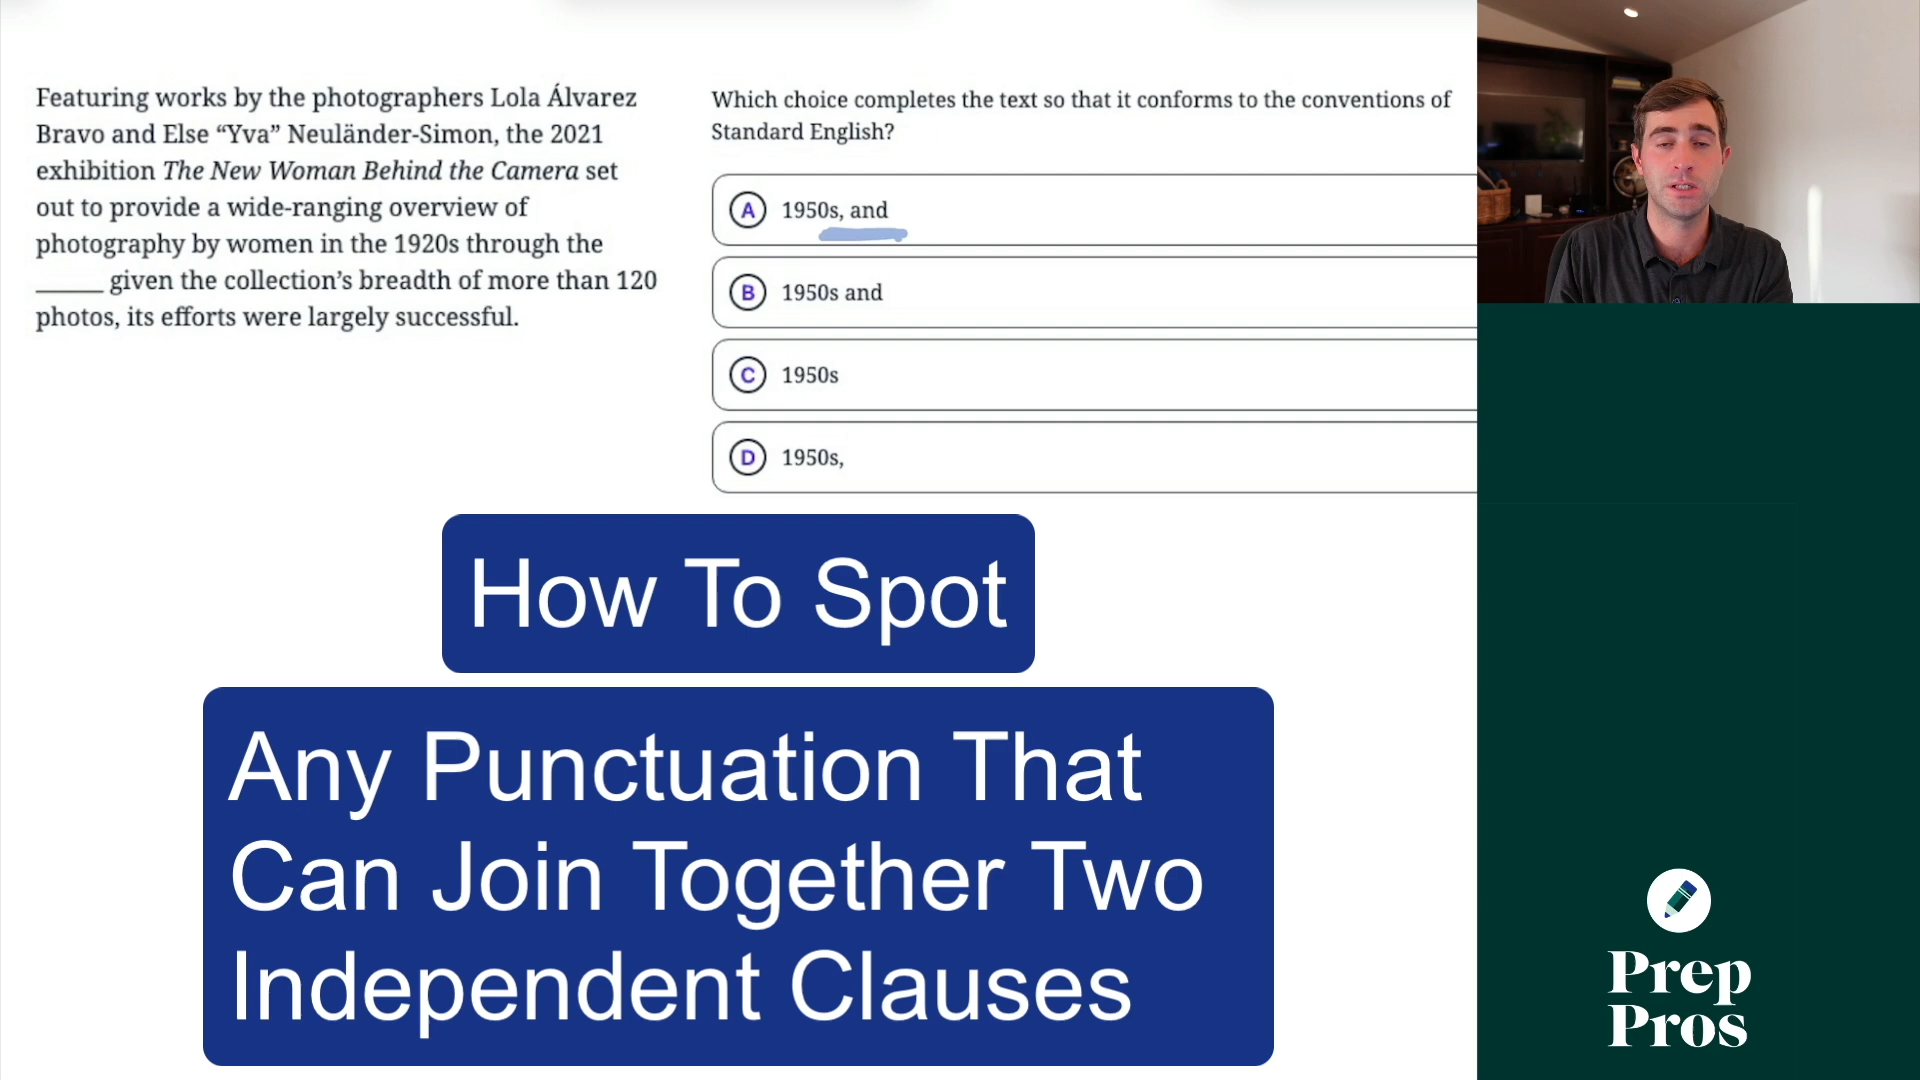 Featuring works by the photographers Lola Álvarez
Bravo and Else “Yva” Neuländer-Simon, the 2021
exhibition The New Woman Behind the Camera set
out to provide a wide-ranging overview of
photography by women in the 1920s through the
______ given the collection’s breadth of more than 120
photos, its efforts were largely successful.
Which choice completes the text so that it conforms to the conventions of
Standard English?
A 1950s, and
B 1950s and
C 1950s
D 1950s,
How To Spot
Any Punctuation That
Can Join Together Two
Independent Clauses
Prep
Pros